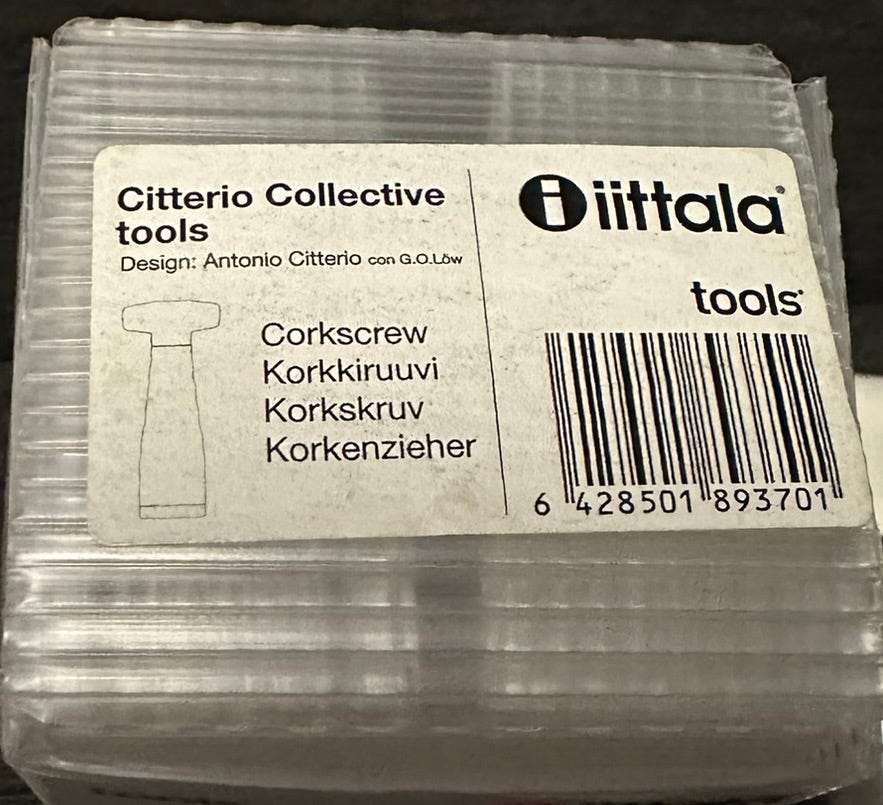 Citterio Collective
tools
Design: Antonio Citterio con G.O.Löw
Corkscrew
Korkkiruuvi
Korkskruv
Korkenzieher
i iittala®
tools
6 428501 893701